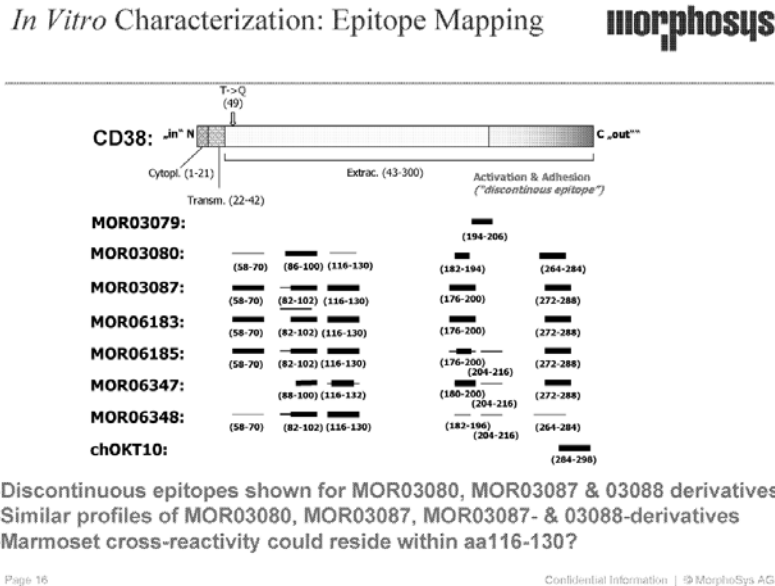 In Vitro Characterization: Epitope Mapping
morphosys
T->Q
(49)
CD38: „in“ N C „out““
Cytopl. (1-21) Extrac. (43-300) Activation & Adhesion
("discontinous epitope")
Transm. (22-42)
MOR03079:
(194-206)
MOR03080:
(58-70) (86-100) (116-130) (182-194) (264-284)
MOR03087:
(58-70) (82-102) (116-130) (176-200) (272-288)
MOR06183:
(58-70) (82-102) (116-130) (176-200) (272-288)
MOR06185:
(58-70) (82-102) (116-130) (176-200) (272-288)
(204-216)
MOR06347:
(88-100) (116-132) (180-200) (272-288)
(204-216)
MOR06348:
(58-70) (82-102) (116-130) (182-196) (264-284)
(204-216)
chOKT10:
(284-298)
Discontinuous epitopes shown for MOR03080, MOR03087 & 03088 derivatives
Similar profiles of MOR03080, MOR03087, MOR03087- & 03088-derivatives
Marmoset cross-reactivity could reside within aa116-130?
Page 16 Confidential Information | © MorphoSys AG